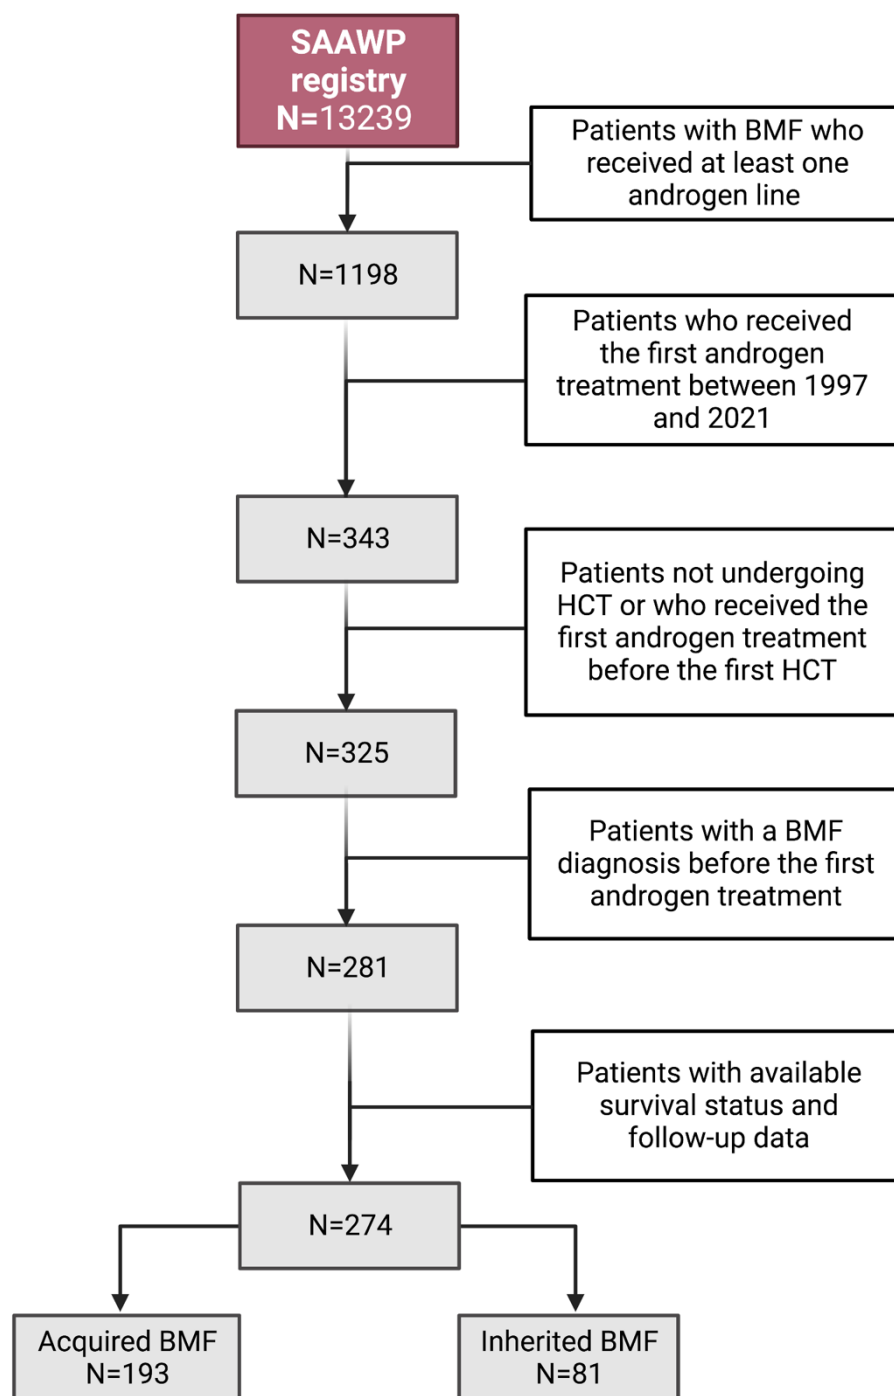 SAAWP
registry
N=13239
Patients with BMF who
received at least one
androgen line
N=1198
Patients who received
the first androgen
treatment between 1997
and 2021
N=343
Patients not undergoing
HCT or who received the
first androgen treatment
before the first HCT
N=325
Patients with a BMF
diagnosis before the first
androgen treatment
N=281
Patients with available
survival status and
follow-up data
N=274
Acquired BMF
N=193
Inherited BMF
N=81